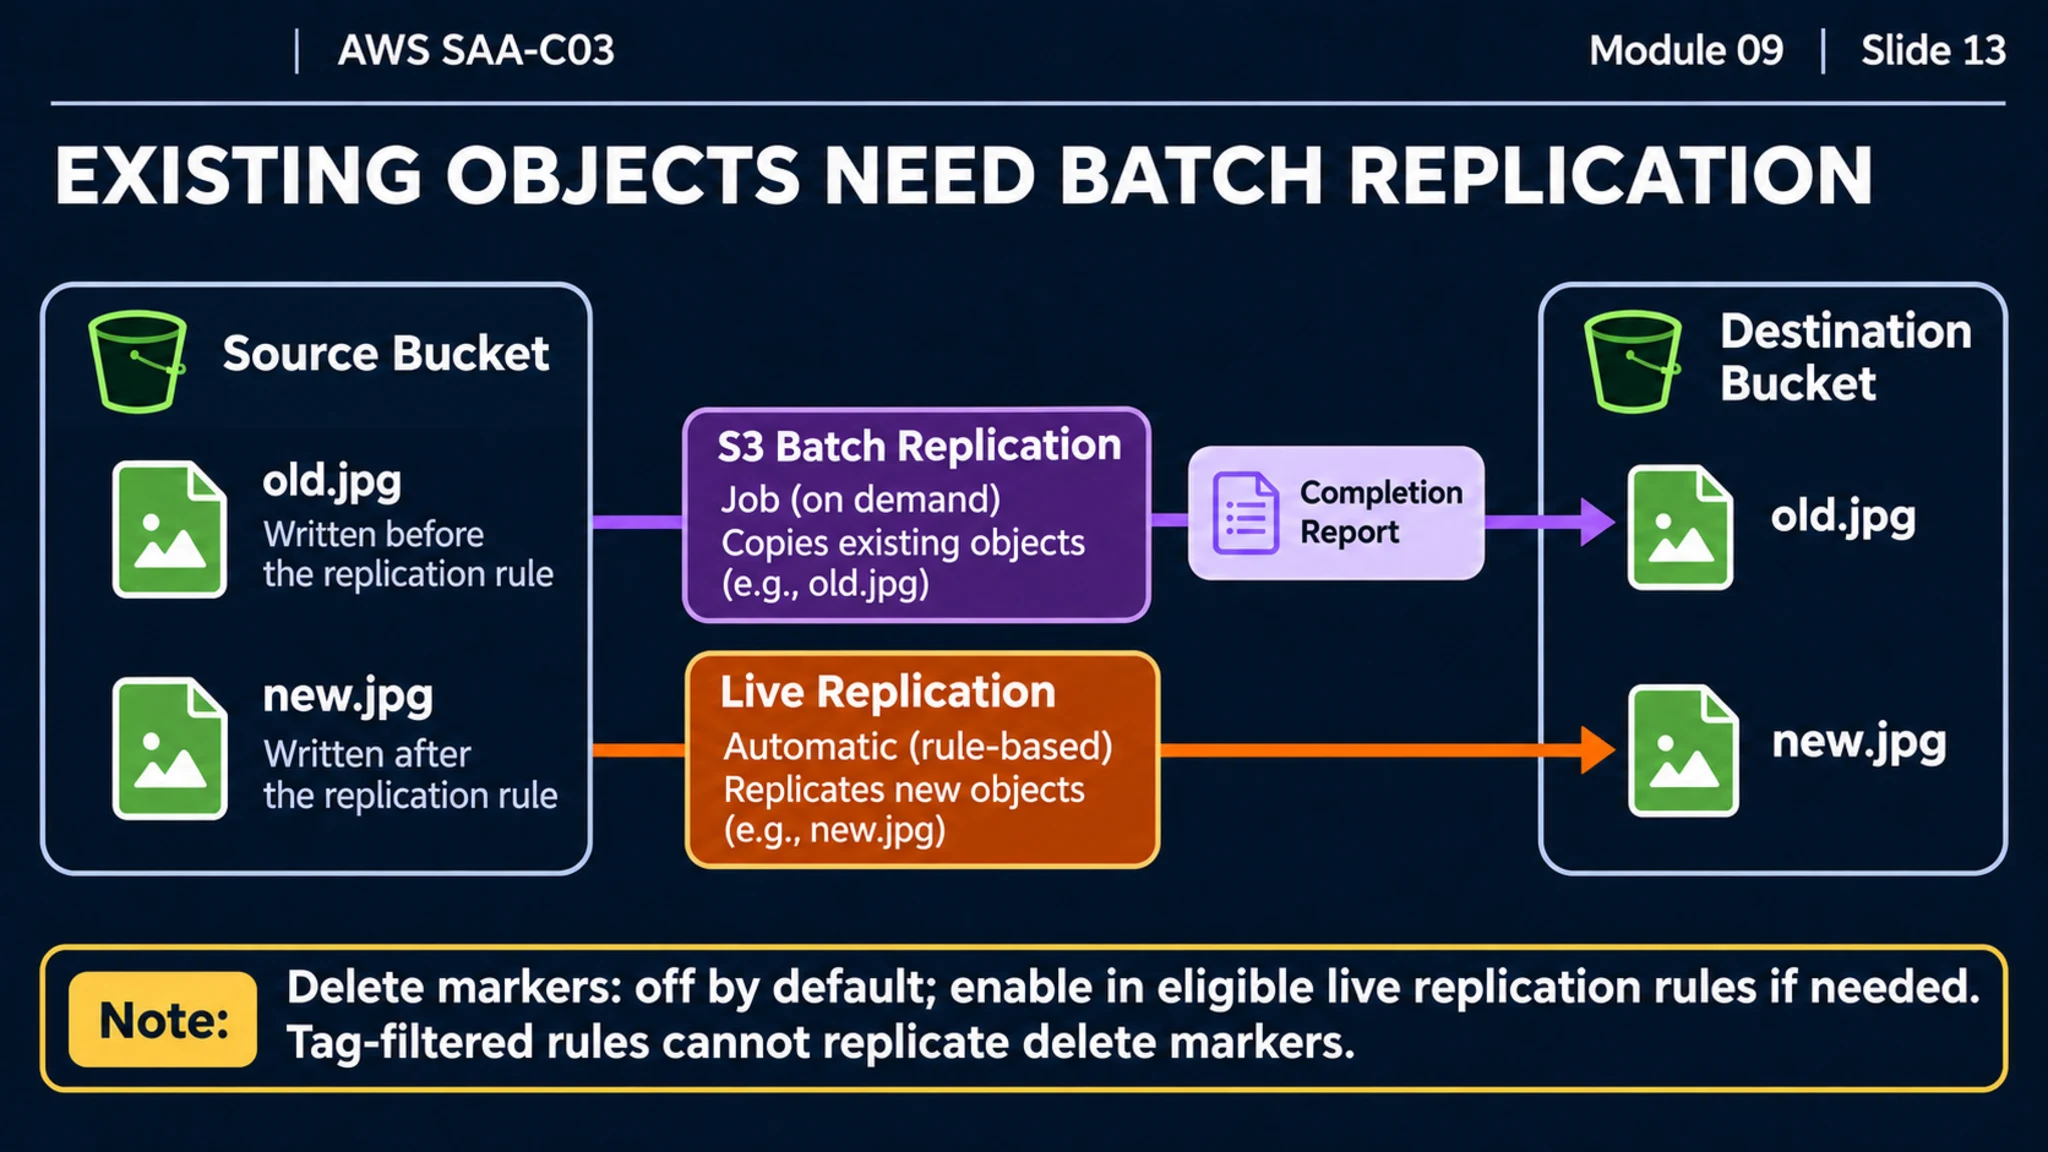 AWS SAA-C03
Module 09
Slide 13
EXISTING OBJECTS NEED BATCH REPLICATION
Source Bucket
old.jpg
Written before
the replication rule
new.jpg
Written after
the replication rule
S3 Batch Replication
Job (on demand)
Copies existing objects
(e.g., old.jpg)
Completion
Report
Live Replication
Automatic (rule-based)
Replicates new objects
(e.g., new.jpg)
Destination
Bucket
old.jpg
new.jpg
Note:
Delete markers: off by default; enable in eligible live replication rules if needed.
Tag-filtered rules cannot replicate delete markers.